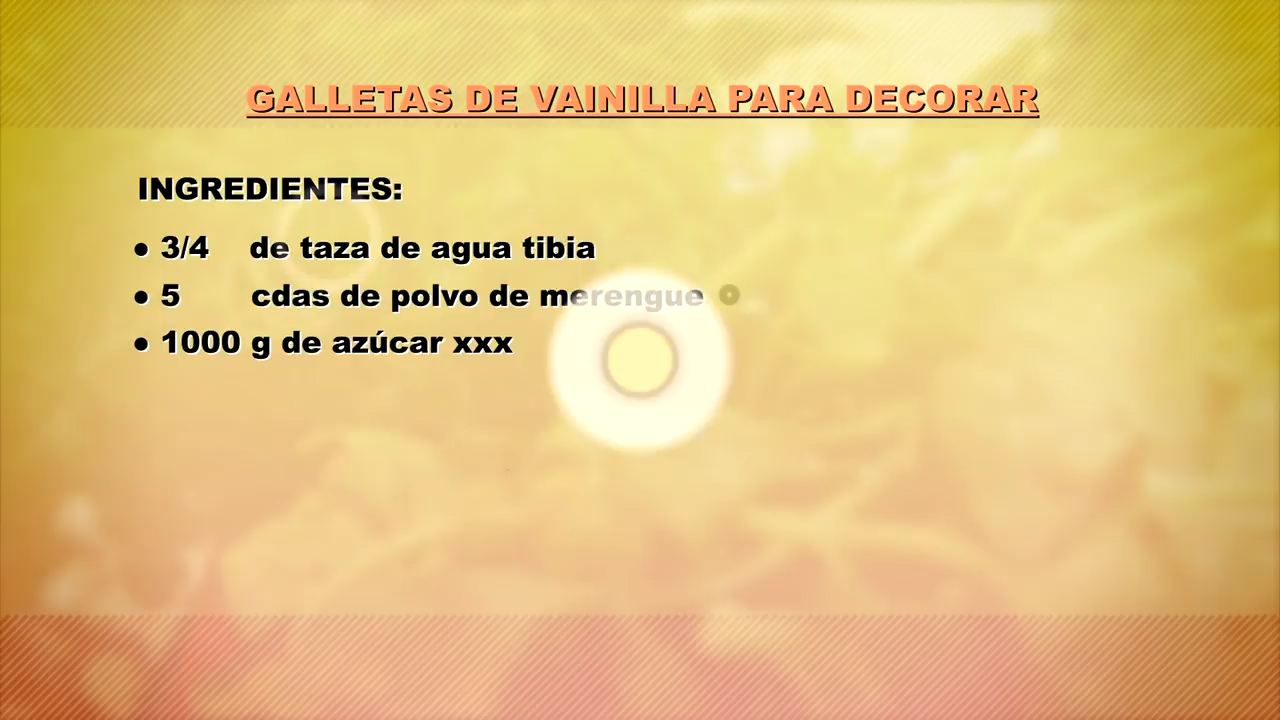 GALLETAS DE VAINILLA PARA DECORAR
INGREDIENTES:
• 3/4 de taza de agua tibia
• 5 cdas de polvo de merengue
• 1000 g de azúcar xxx